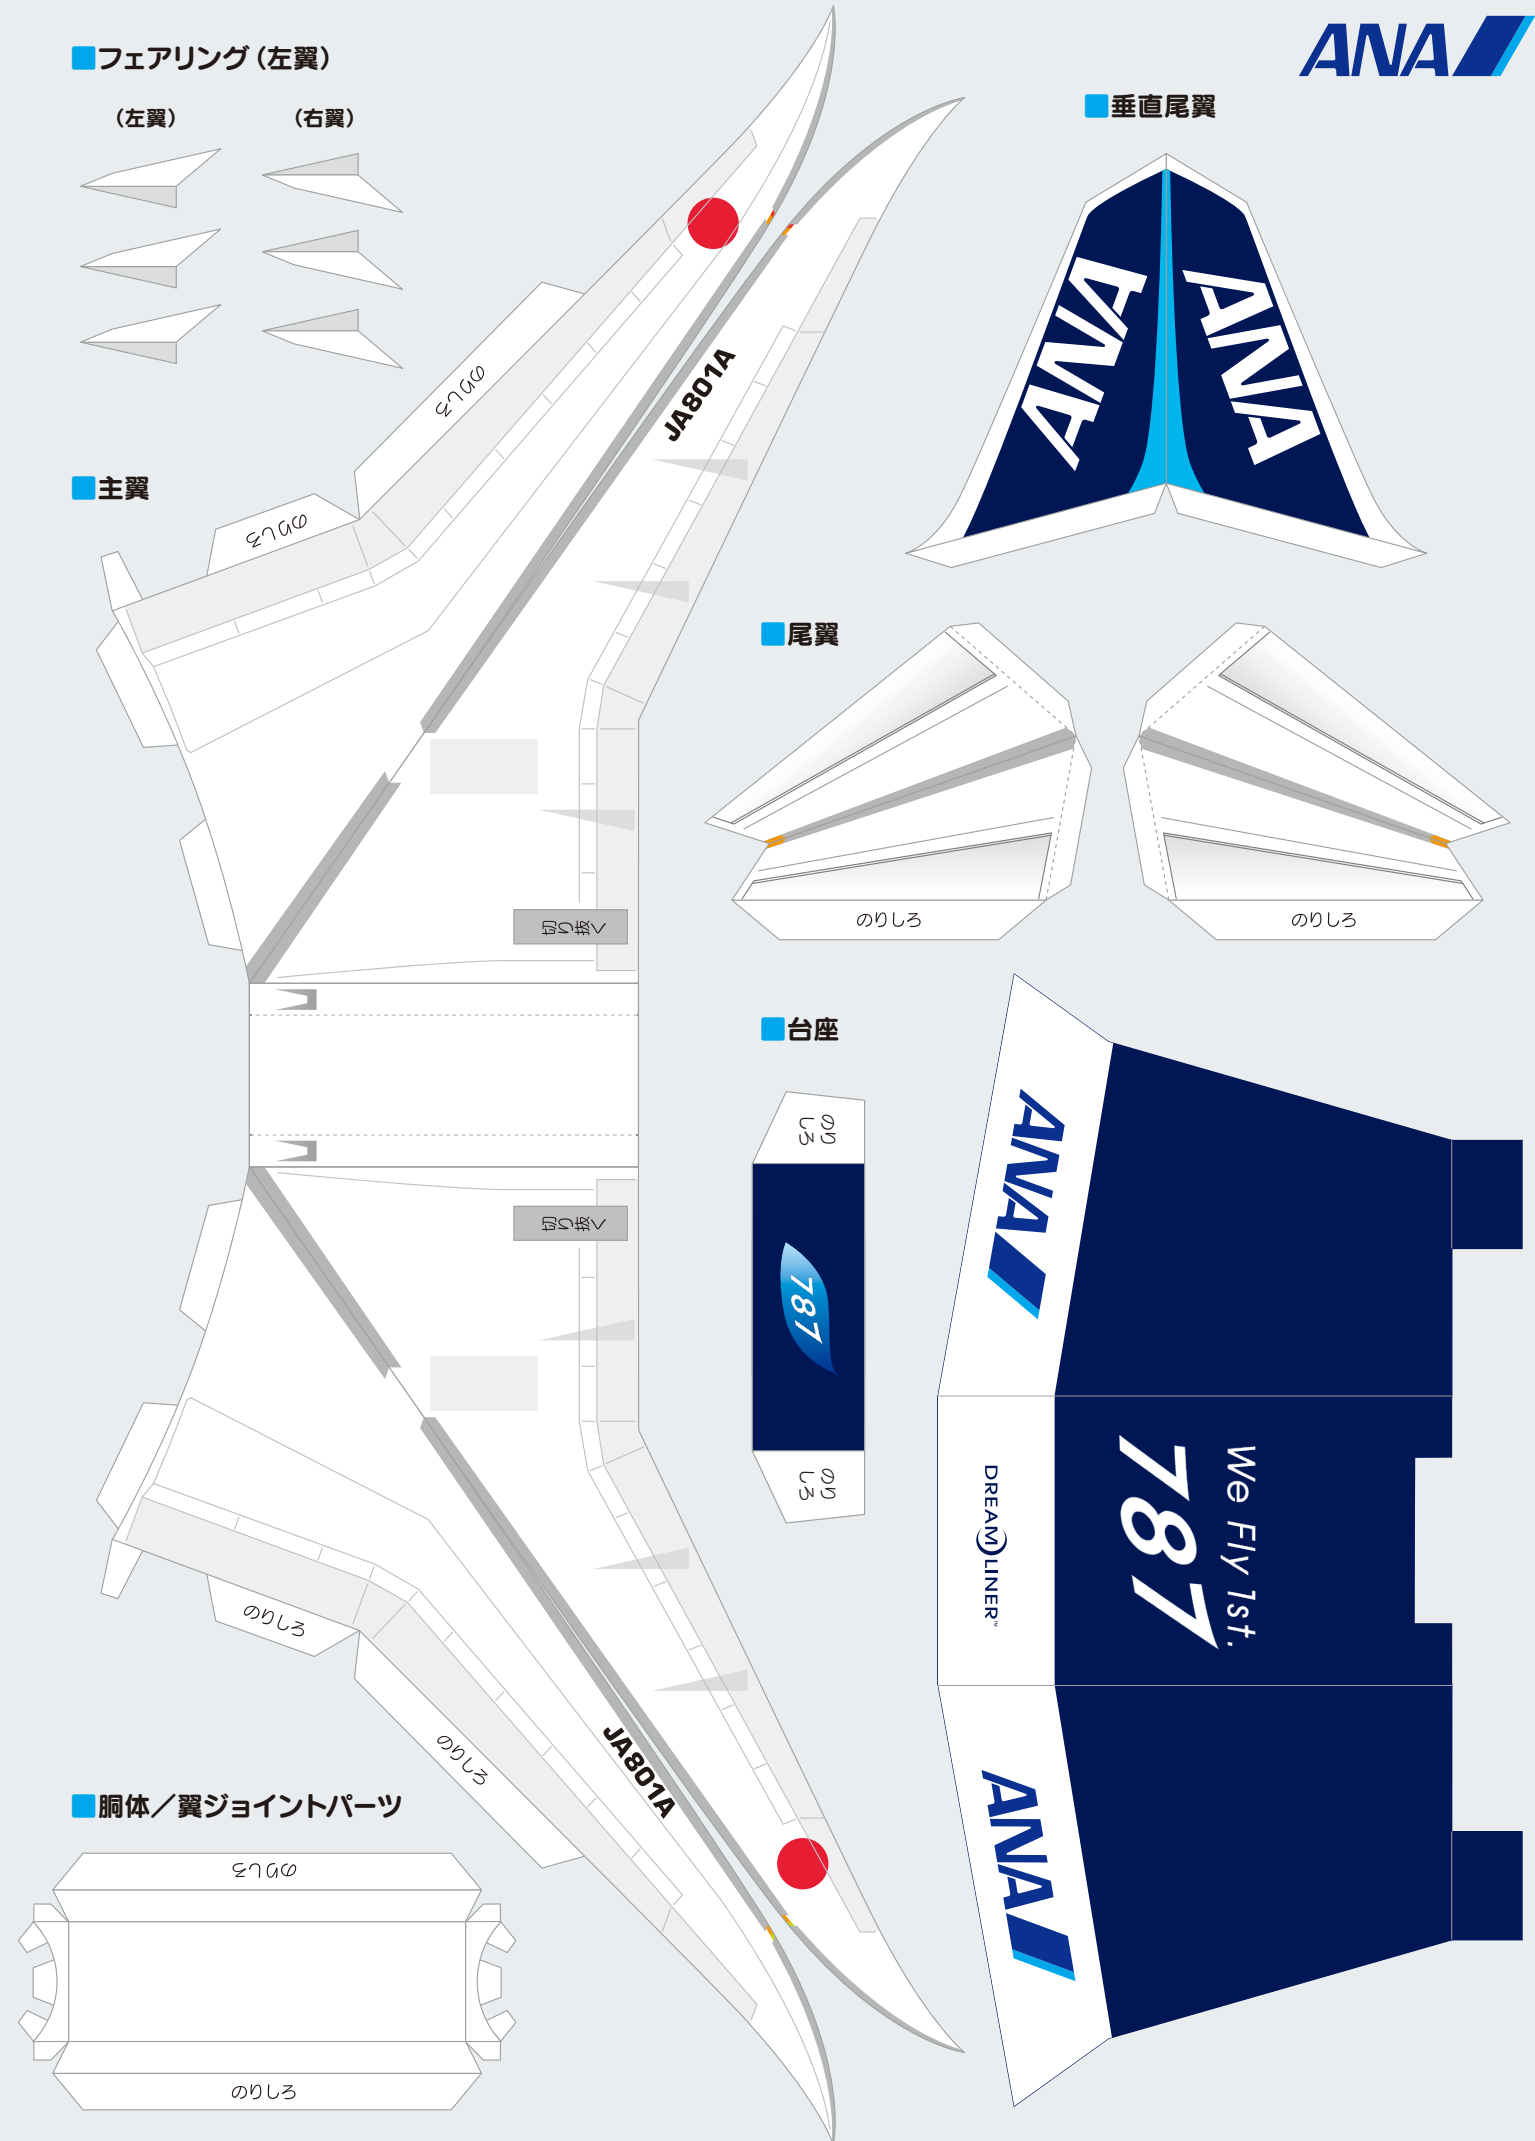 フェアリング（左翼）
（左翼）
（右翼）
ANA
垂直尾翼
ANA
ANA
のりしろ
JA801A
主翼
のりしろ
尾翼
のりしろ
のりしろ
切り抜く
台座
のり
しろ
ANA
切り抜く
787
DREAMLINER™
787
We Fly 1st.
のり
しろ
のりしろ
のりしろ
JA801A
ANA
胴体／翼ジョイントパーツ
のりしろ
のりしろ